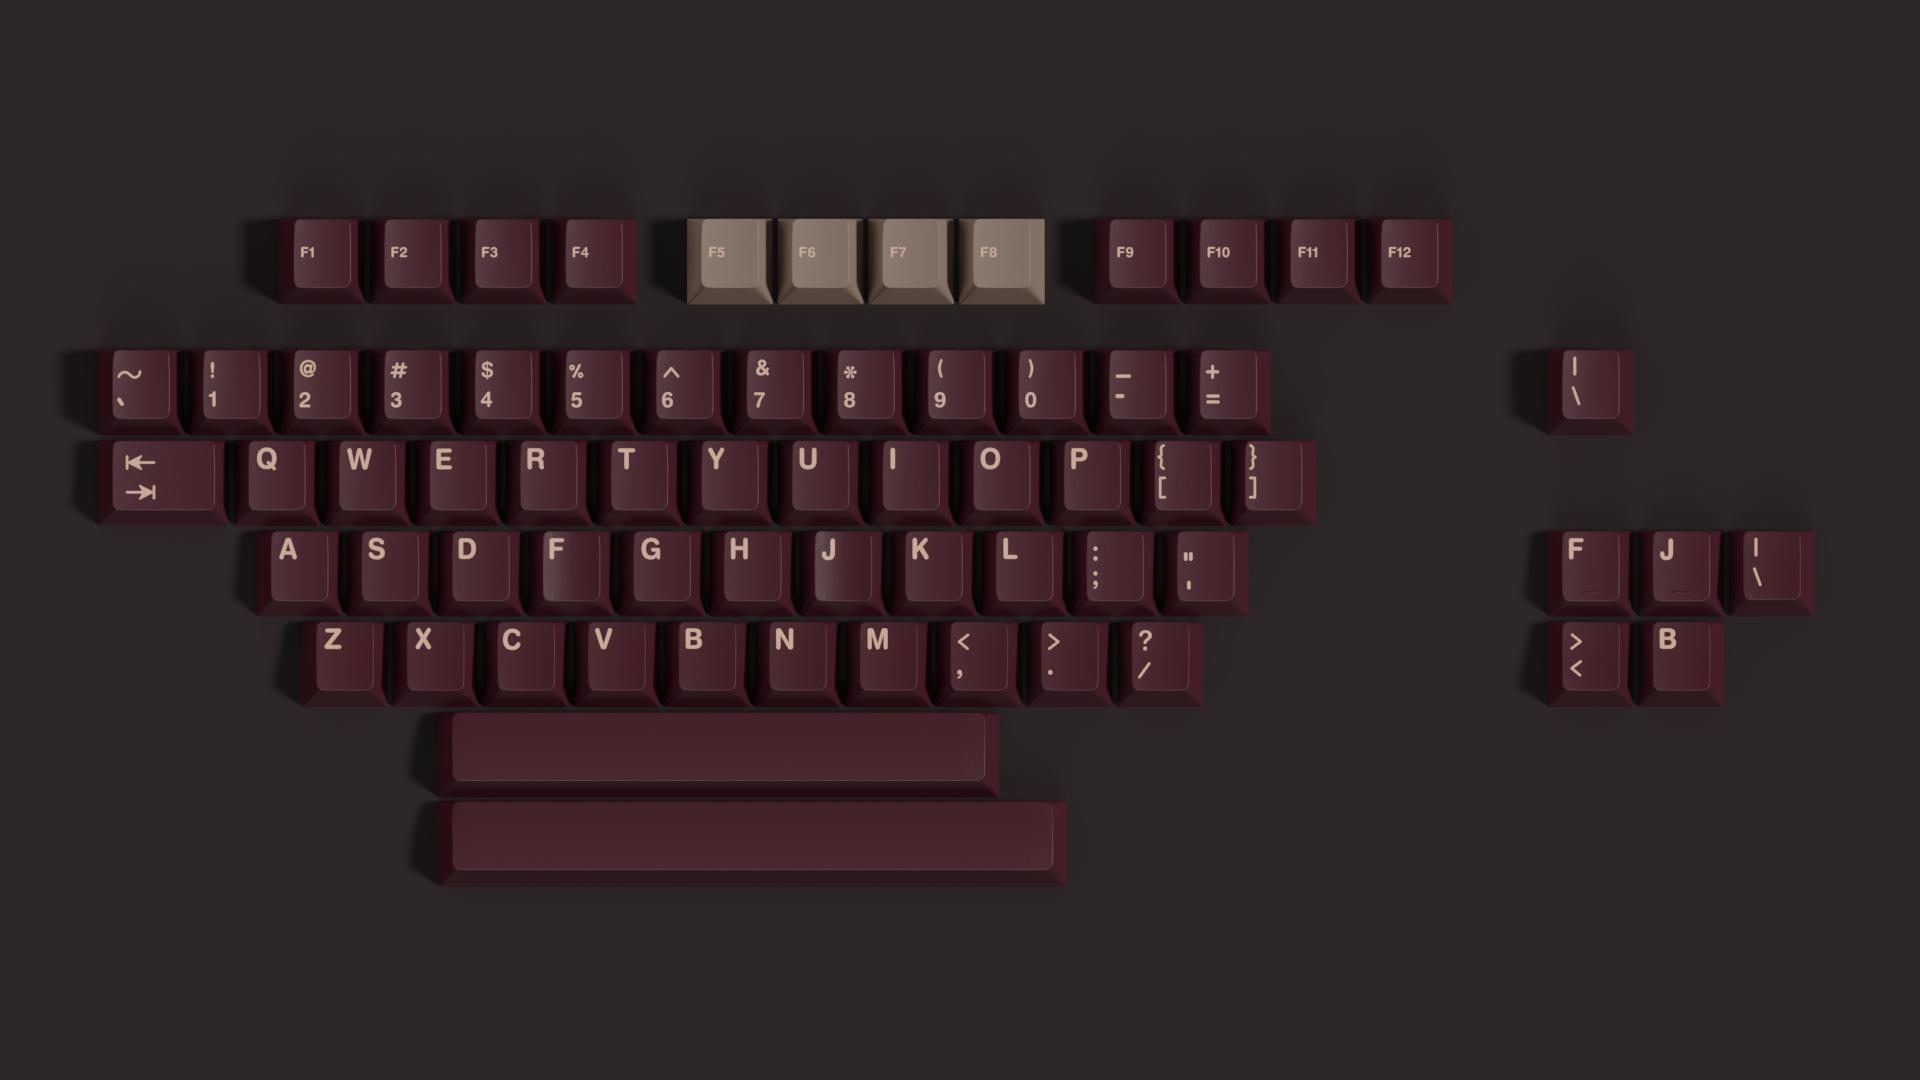 F1 F2 F3 F4 F5 F6 F7 F8 F9 F10 F11 F12
~ ! @ # $ % ^ & * ( ) _ + |
` 1 2 3 4 5 6 7 8 9 0 - = \
Q W E R T Y U I O P { }
[ ]
A S D F G H J K L : " F J |
; ' \
Z X C V B N M < > ? > B
, . / <